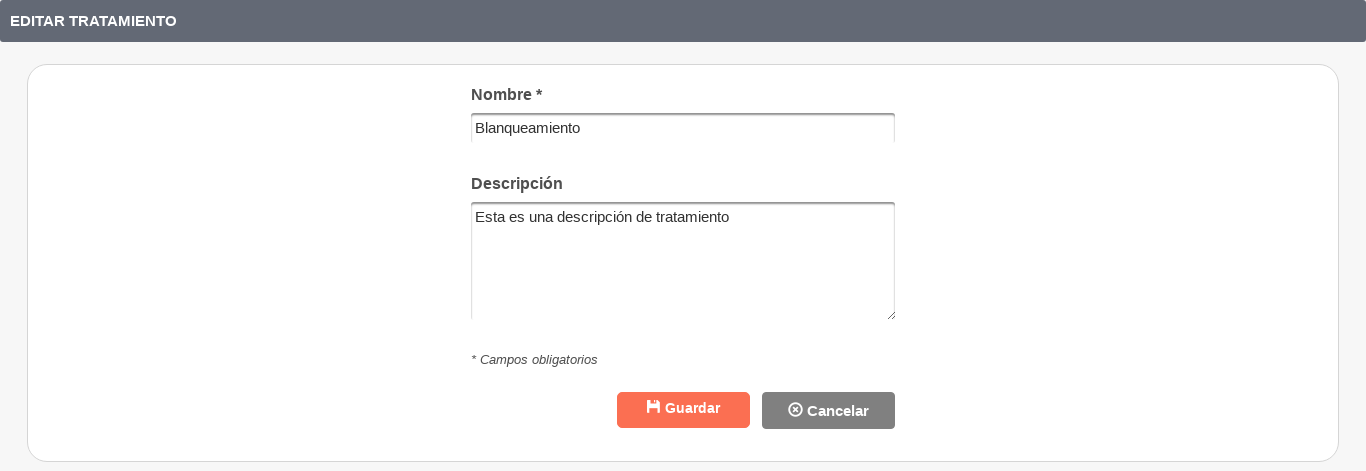 EDITAR TRATAMIENTO
Nombre *
Blanqueamiento
Descripción
Esta es una descripción de tratamiento
* Campos obligatorios
Guardar
Cancelar